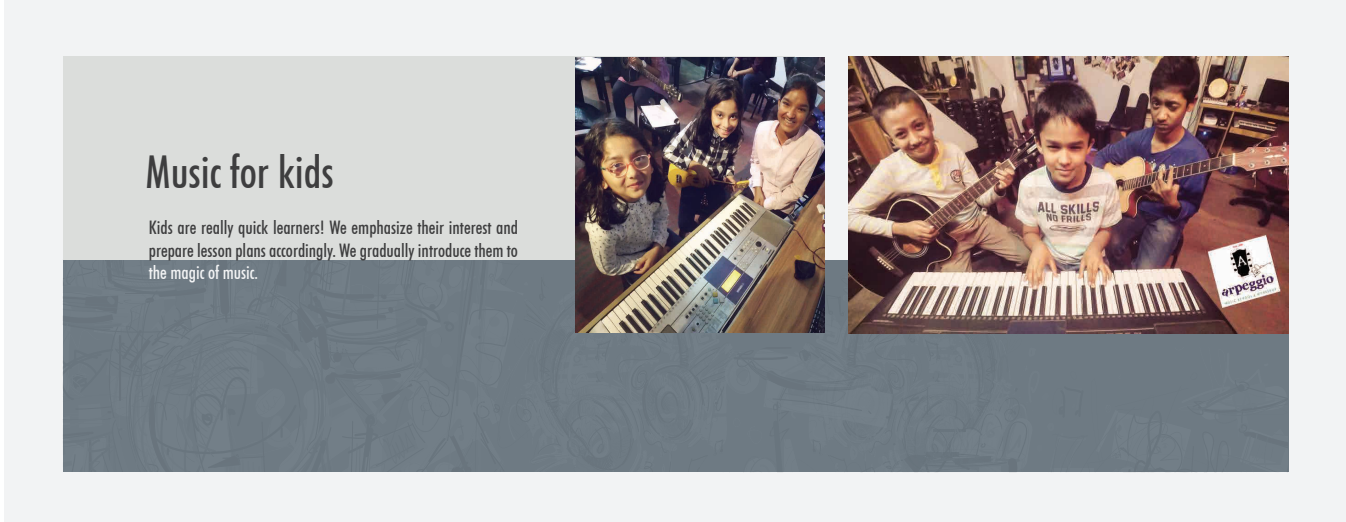 Music for kids
Kids are really quick learners! We emphasize their interest and
prepare lesson plans accordingly. We gradually introduce them to
the magic of music.
ALL SKILLS
NO FRILLS
A
arpeggio